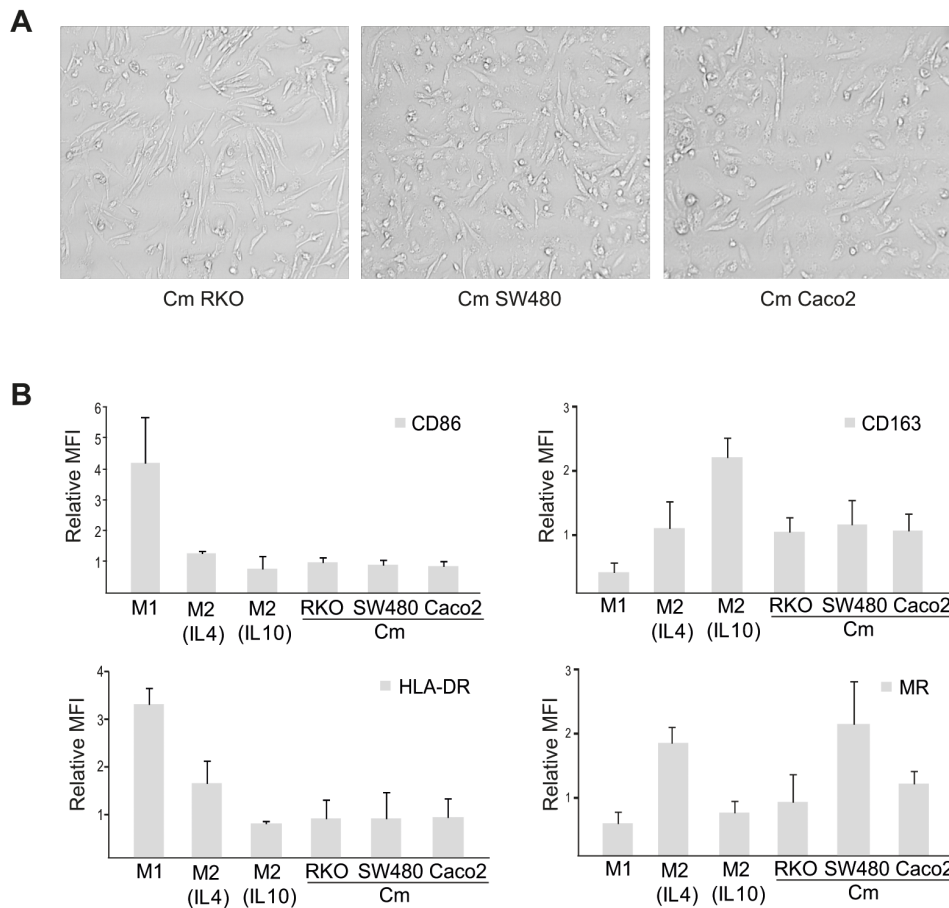 A
Cm RKO
Cm SW480
Cm Caco2
B
Relative MFI
6
5
4
3
2
1
CD86
M1
M2
(IL4)
M2
(IL10)
RKO SW480 Caco2
Cm
Relative MFI
3
2
1
CD163
M1
M2
(IL4)
M2
(IL10)
RKO SW480 Caco2
Cm
Relative MFI
4
3
2
1
HLA-DR
M1
M2
(IL4)
M2
(IL10)
RKO SW480 Caco2
Cm
Relative MFI
3
2
1
MR
M1
M2
(IL4)
M2
(IL10)
RKO SW480 Caco2
Cm